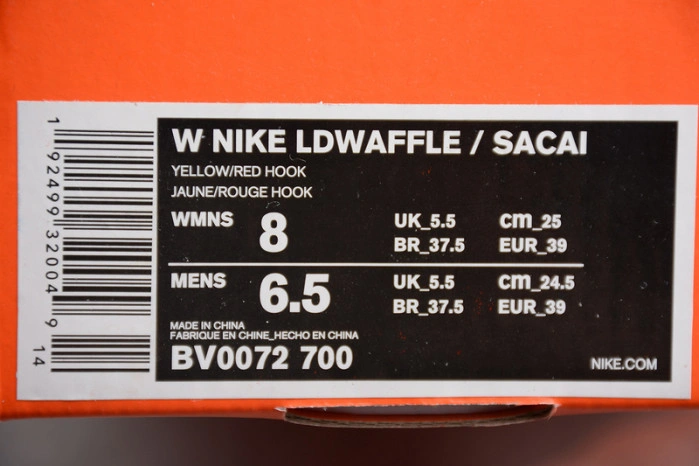 W NIKE LDWAFFLE / SACAI
YELLOW/RED HOOK
JAUNE/ROUGE HOOK
WMNS 8 UK_5.5 cm_25
BR_37.5 EUR_39
MENS 6.5 UK_5.5 cm_24.5
BR_37.5 EUR_39
MADE IN CHINA
FABRIQUE EN CHINE_HECHO EN CHINA
BV0072 700
NIKE.COM
1 92499 32004 9
14